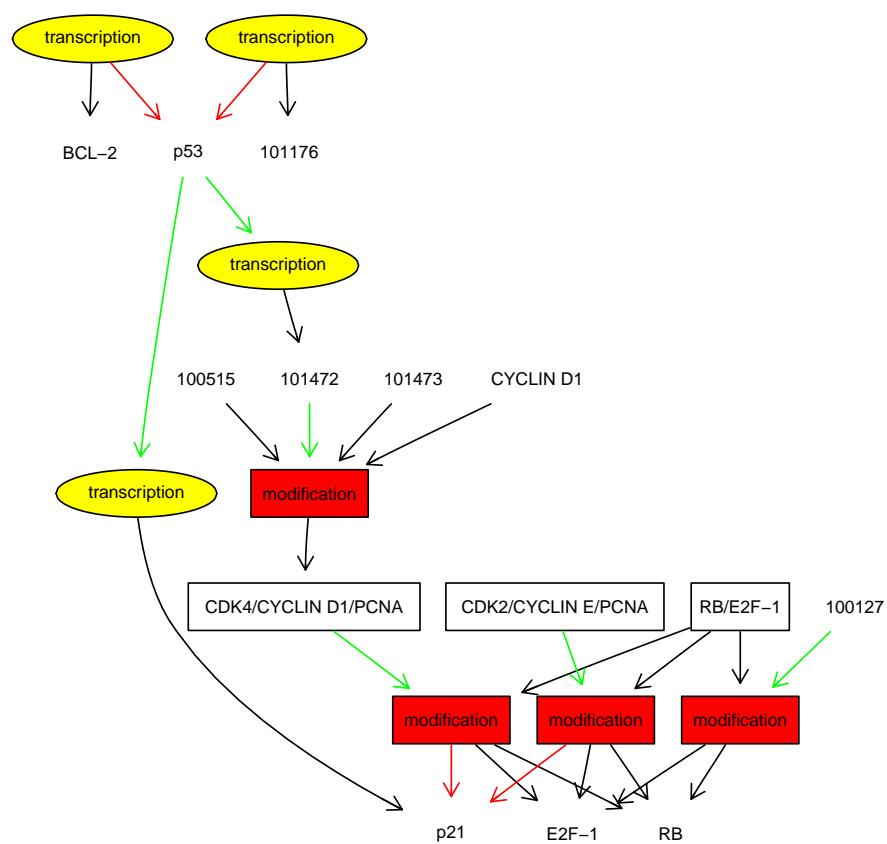 transcription
transcription
BCL−2
p53
101176
transcription
100515
101472
101473
CYCLIN D1
transcription
modification
CDK4/CYCLIN D1/PCNA
CDK2/CYCLIN E/PCNA
RB/E2F−1
100127
modification
modification
modification
p21
E2F−1
RB